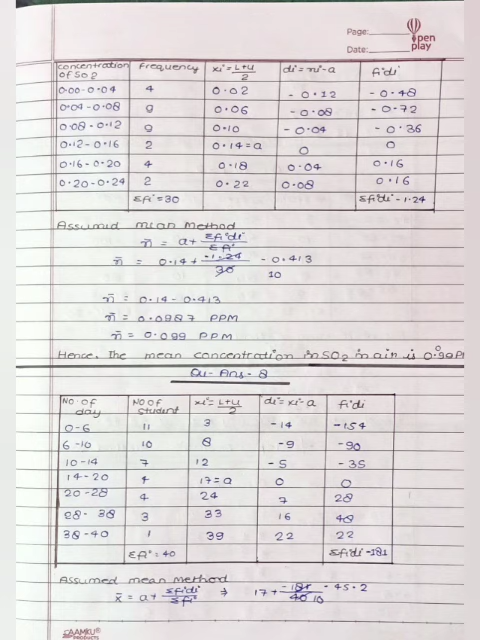 Page:
Date:
Open
play
Concentration of SO2 Frequency xi = L+U/2 di = xi - a fidi
0.00-0.04 4 0.02 - 0.12 - 0.48
0.04-0.08 9 0.06 - 0.08 - 0.72
0.08-0.12 9 0.10 - 0.04 - 0.36
0.12-0.16 2 0.14 = a 0 0
0.16-0.20 4 0.18 0.04 0.16
0.20-0.24 2 0.22 0.08 0.16
Σfi = 30 Σfidi -1.24
Assumid mean method
x̄ = a + Σfidi/Σfi
x̄ = 0.14 + -1.24/30 - 0.413
10
x̄ = 0.14 - 0.413
x̄ = 0.0987 PPM
x̄ = 0.099 PPM
Hence, The mean concentration in SO2 in air is 0.99 P
Qu- Ans - 8
No. of day No of student xi = L+U/2 di = xi - a fidi
0-6 11 3 -14 -154
6-10 10 8 -9 -90
10-14 7 12 -5 -35
14-20 4 17 = a 0 0
20-28 4 24 7 28
28-38 3 33 16 48
38-40 1 39 22 22
Σfi = 40 Σfidi -181
Assumed mean method
x̄ = a + Σfidi/Σfi ⇒ 17 + -181/40 - 45.2
10
PRODUCTS